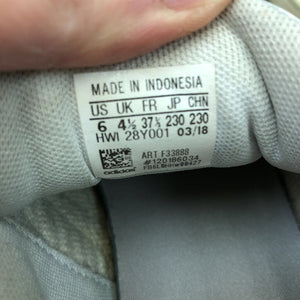 MADE IN INDONESIA
US UK FR JP CHN
6 4½ 37⅓ 230 230
HWI 28Y001 03/18
ART F33888
#120186034
adidas